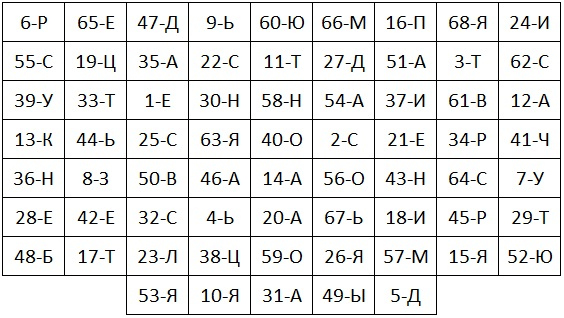 6-Р 65-Е 47-Д 9-Ь 60-Ю 66-М 16-П 68-Я 24-И
55-С 19-Ц 35-А 22-С 11-Т 27-Д 51-А 3-Т 62-С
39-У 33-Т 1-Е 30-Н 58-Н 54-А 37-И 61-В 12-А
13-К 44-Ь 25-С 63-Я 40-О 2-С 21-Е 34-Р 41-Ч
36-Н 8-З 50-В 46-А 14-А 56-О 43-Н 64-С 7-У
28-Е 42-Е 32-С 4-Ь 20-А 67-Ь 18-И 45-Р 29-Т
48-Б 17-Т 23-Л 38-Ц 59-О 26-Я 57-М 15-Я 52-Ю
53-Я 10-Я 31-А 49-Ы 5-Д